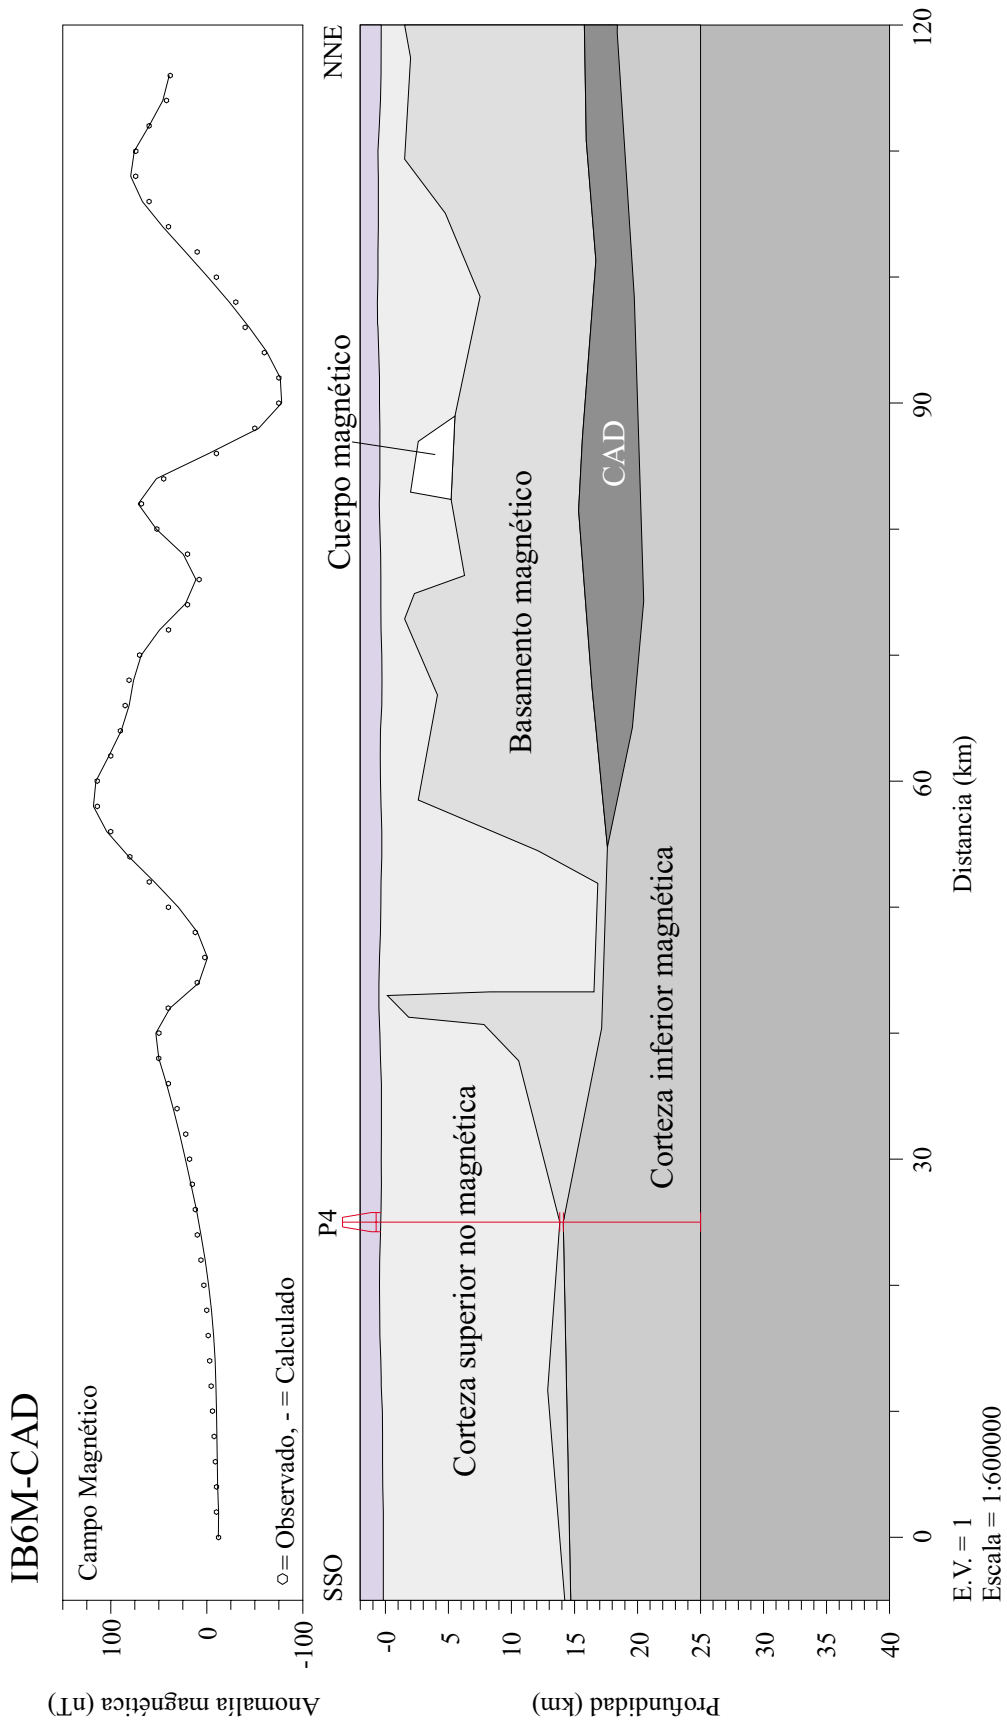 IB6M-CAD
Campo Magnético
= Observado, - = Calculado
Anomalía magnética (nT)
100
0
-100
SSO
P4
NNE
Cuerpo magnético
Corteza superior no magnética
Basamento magnético
CAD
Corteza inferior magnética
Profundidad (km)
-0
5
10
15
20
25
30
35
40
0
30
60
90
120
Distancia (km)
E.V. = 1
Escala = 1:600000